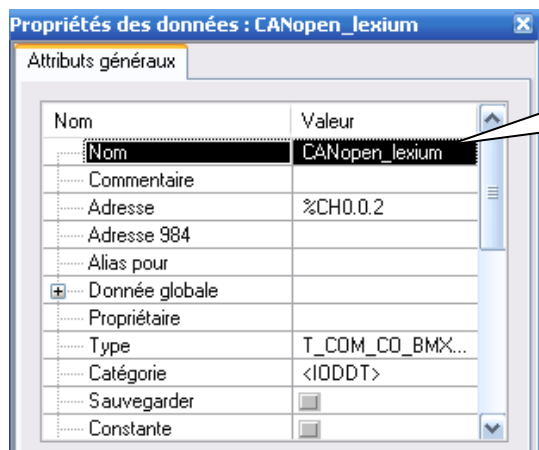 Propriétés des données : CANopen_lexium
Attributs généraux
Nom Valeur
Nom CANopen_lexium
Commentaire
Adresse %CH0.0.2
Adresse 984
Alias pour
Donnée globale
Propriétaire
Type T_COM_CO_BMX...
Catégorie <IODDT>
Sauvegarder
Constante